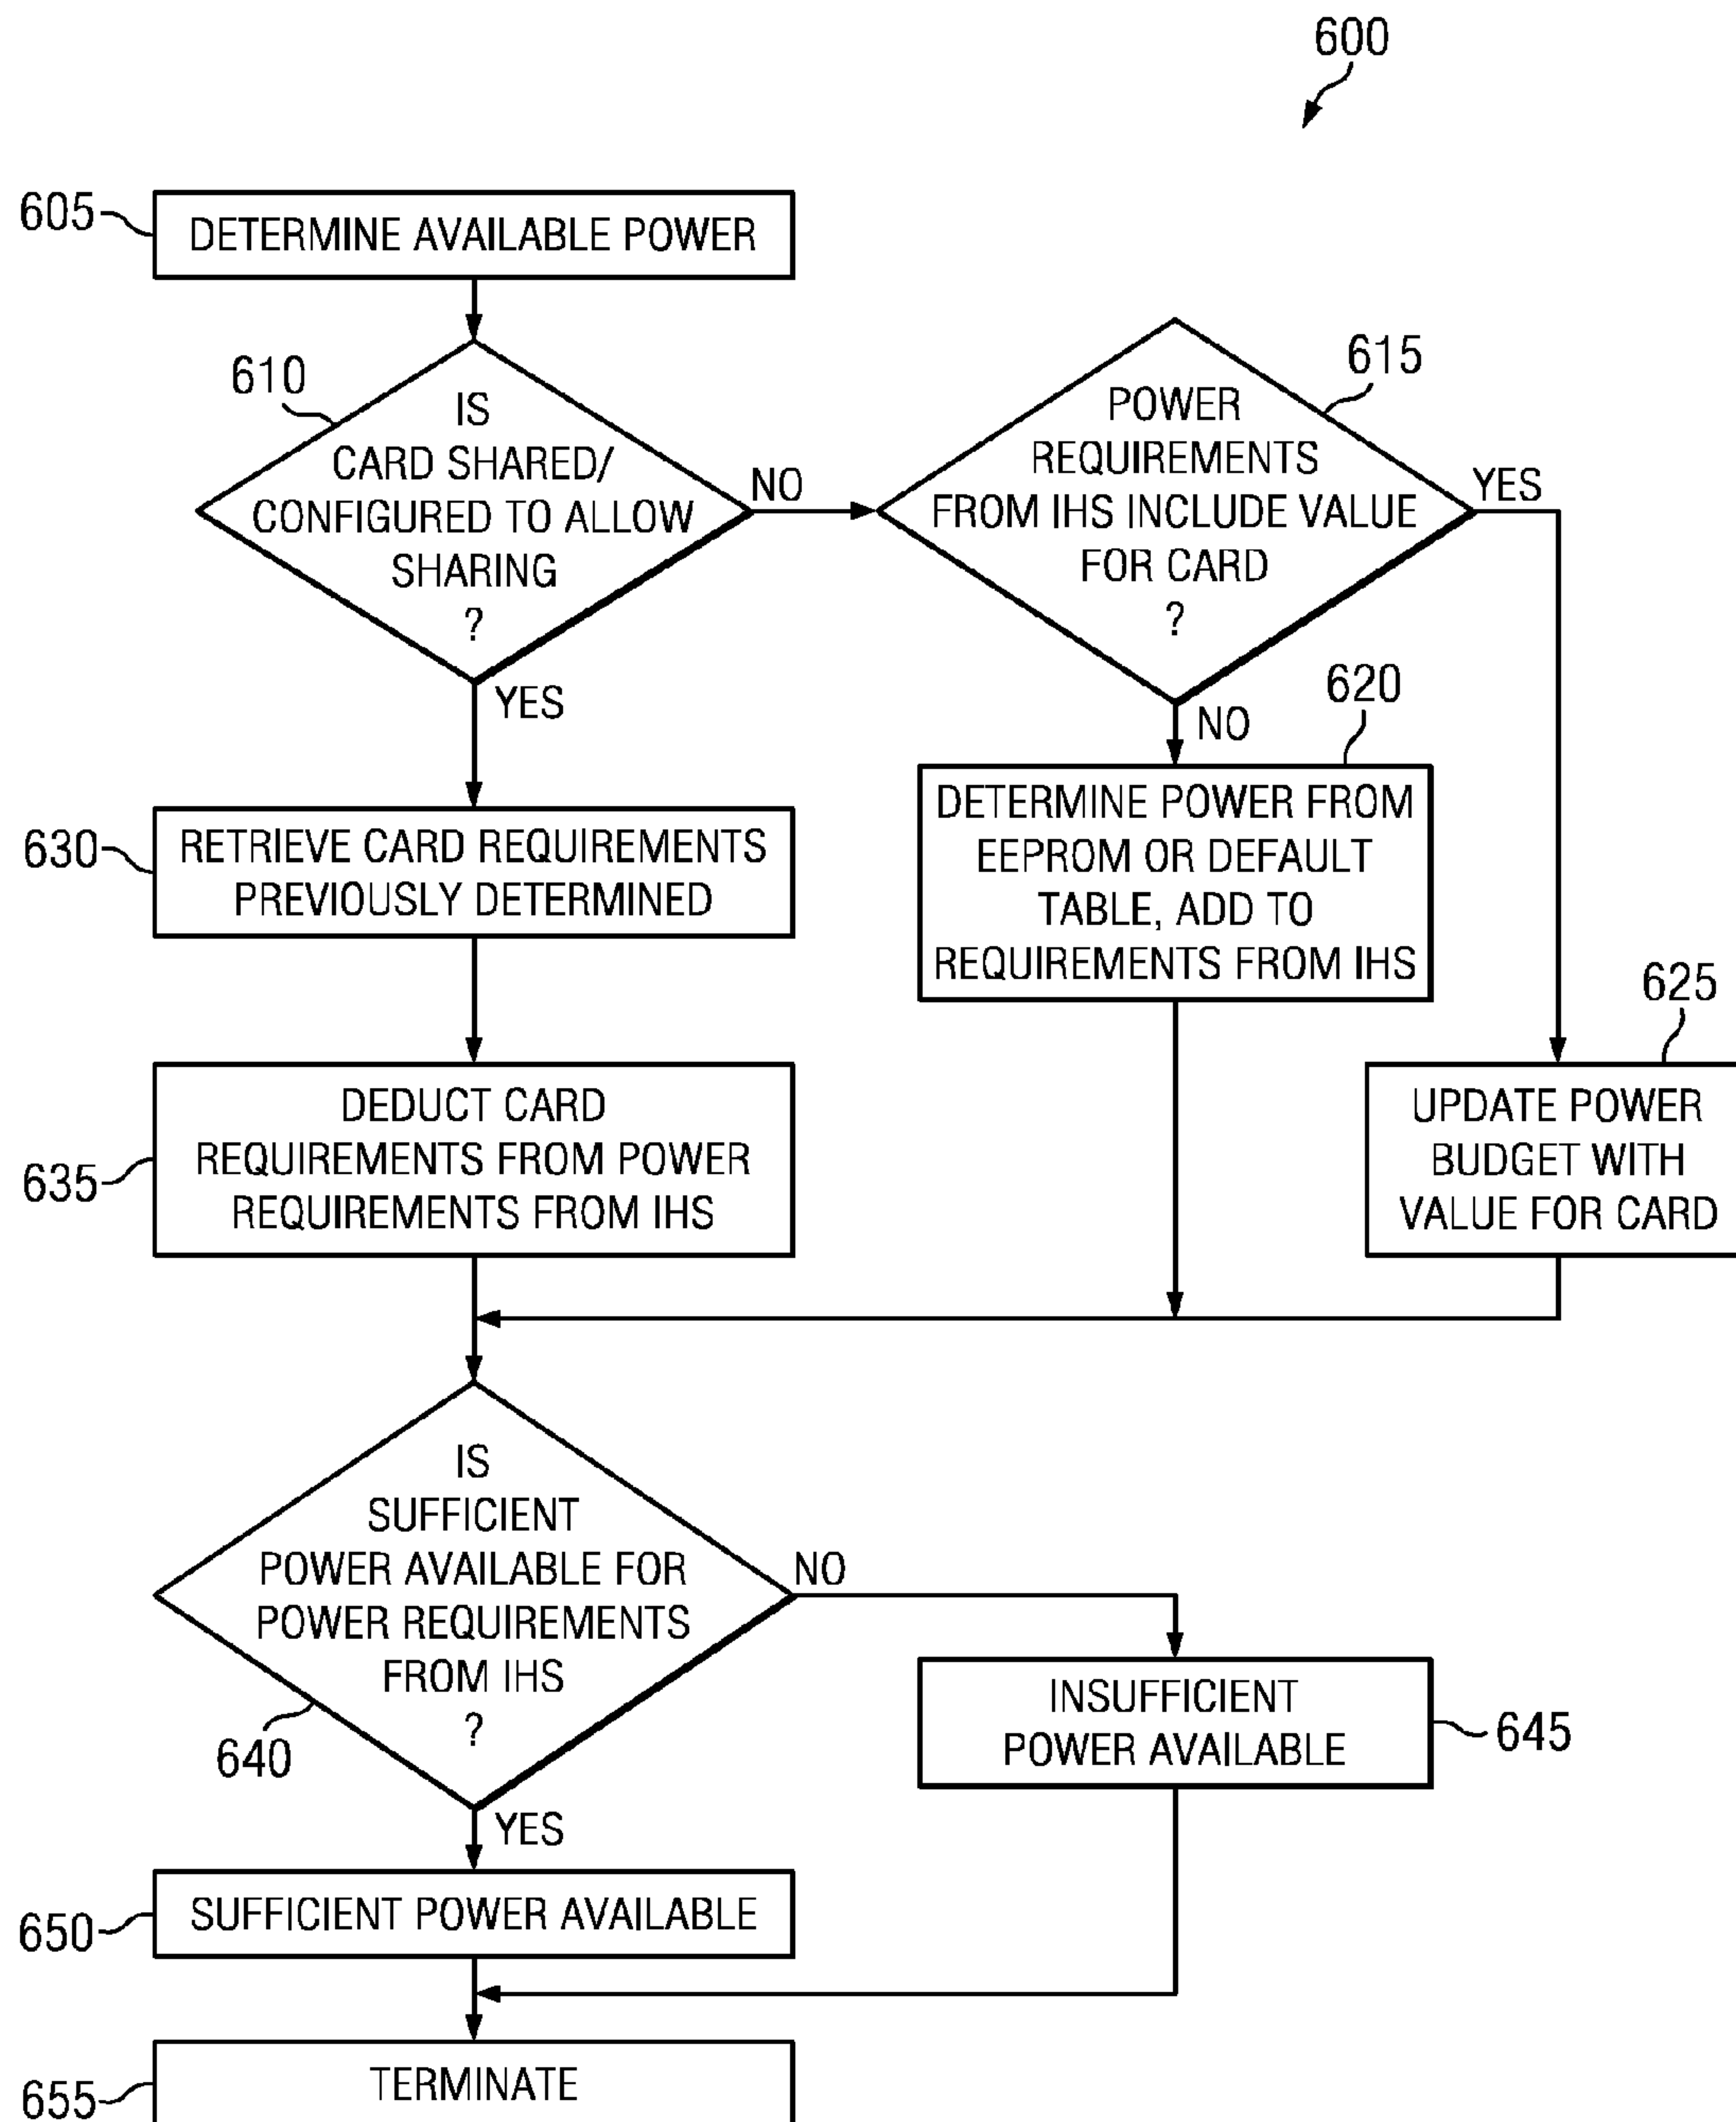 600
605
DETERMINE AVAILABLE POWER
610
IS
CARD SHARED/
CONFIGURED TO ALLOW
SHARING
?
NO
YES
615
POWER
REQUIREMENTS
FROM IHS INCLUDE VALUE
FOR CARD
?
YES
NO
620
DETERMINE POWER FROM
EEPROM OR DEFAULT
TABLE, ADD TO
REQUIREMENTS FROM IHS
625
UPDATE POWER
BUDGET WITH
VALUE FOR CARD
630
RETRIEVE CARD REQUIREMENTS
PREVIOUSLY DETERMINED
635
DEDUCT CARD
REQUIREMENTS FROM POWER
REQUIREMENTS FROM IHS
IS
SUFFICIENT
POWER AVAILABLE FOR
POWER REQUIREMENTS
FROM IHS
?
640
NO
YES
INSUFFICIENT
POWER AVAILABLE
645
650
SUFFICIENT POWER AVAILABLE
655
TERMINATE